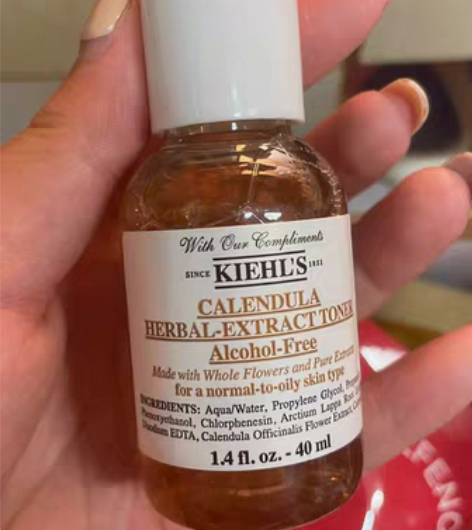 With Our Compliments
SINCE KIEHL'S 1851
CALENDULA
HERBAL-EXTRACT TONER
Alcohol-Free
Made with Whole Flowers and Pure
for a normal-to-oily skin type
INGREDIENTS: Aqua/Water, Propylene Glycol,
Phenoxyethanol, Chlorphenesin, Arctium Lappa
Disodium EDTA, Calendula Officinalis Flower Extract,
1.4 fl. oz. - 40 ml
FENC